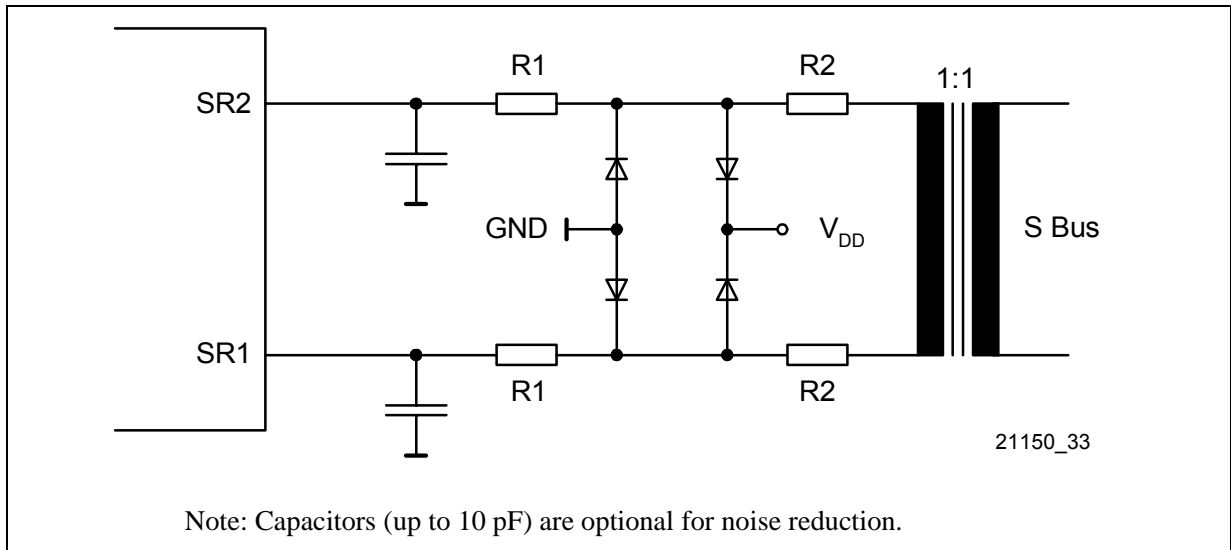 R1
R2
1:1
SR2
GND
V_DD
S Bus
SR1
R1
R2
21150_33
Note: Capacitors (up to 10 pF) are optional for noise reduction.